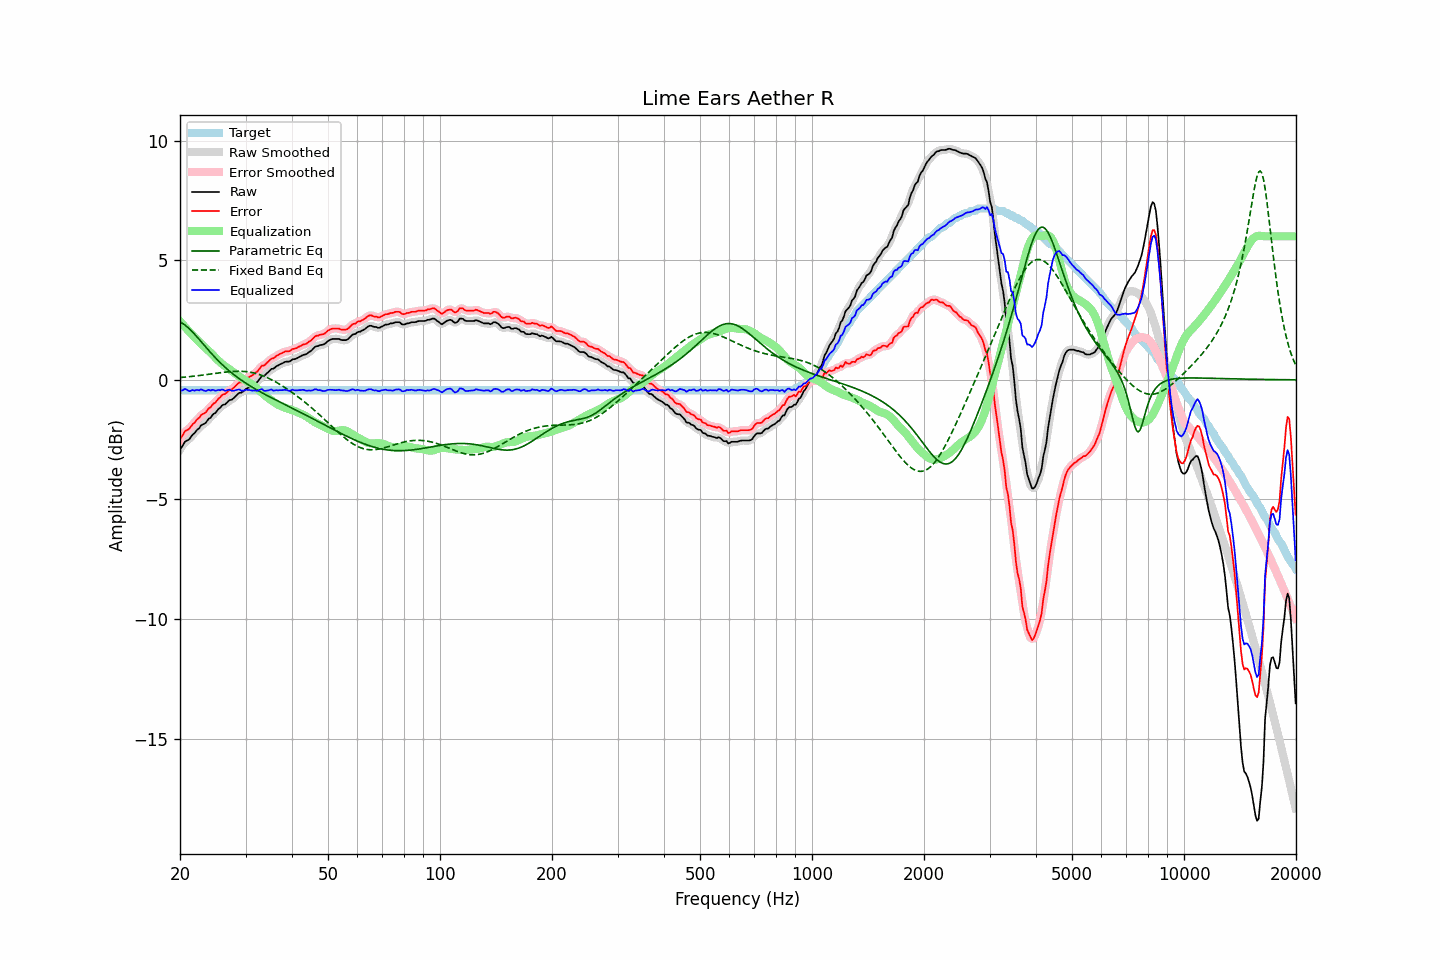 Lime Ears Aether R
Target
Raw Smoothed
Error Smoothed
Raw
Error
Equalization
Parametric Eq
Fixed Band Eq
Equalized
10
5
0
−5
−10
−15
Amplitude (dBr)
20 50 100 200 500 1000 2000 5000 10000 20000
Frequency (Hz)